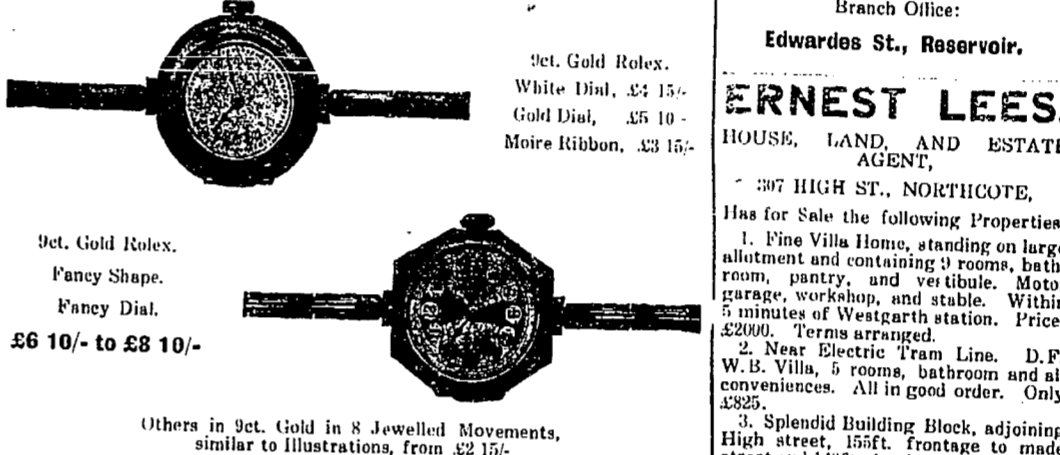 9ct. Gold Rolex.
White Dial, £4 15/-
Gold Dial, £5 10 -
Moire Ribbon, £3 15/-
9ct. Gold Rolex.
Fancy Shape.
Fancy Dial.
£6 10/- to £8 10/-
Others in 9ct. Gold in 8 Jewelled Movements,
similar to Illustrations, from £2 15/-
Branch Office:
Edwardes St., Reservoir.
ERNEST LEES.
HOUSE, LAND, AND ESTATE
AGENT,
307 HIGH ST., NORTHCOTE,
Has for Sale the following Properties
1. Fine Villa Home, standing on large
allotment and containing 9 rooms, bath
room, pantry, and vestibule. Moto
garage, workshop, and stable. Within
5 minutes of Westgarth station. Price
£2000. Terms arranged.
2. Near Electric Tram Line. D.F
W.B. Villa, 5 rooms, bathroom and al
conveniences. All in good order. Only
£825.
3. Splendid Building Block, adjoining
High street, 155ft. frontage to made